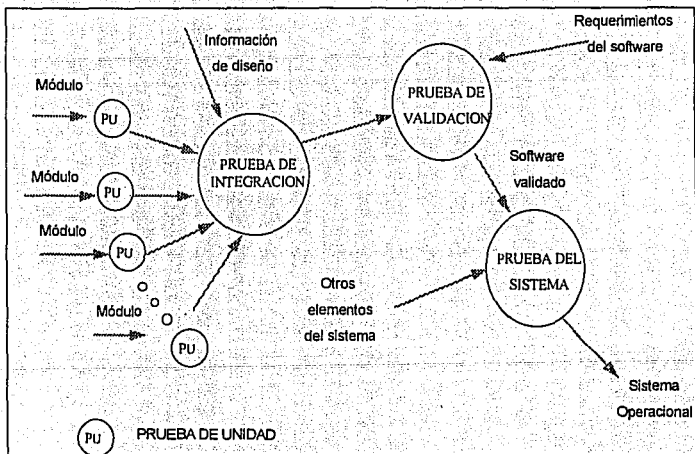 Información
de diseño
Requerimientos
del software
Módulo
PU
PRUEBA DE
VALIDACION
PRUEBA DE
INTEGRACION
Módulo
PU
Software
validado
Módulo
PU
PRUEBA DEL
SISTEMA
Otros
elementos
del sistema
Módulo
PU
Sistema
Operacional
PU
PRUEBA DE UNIDAD